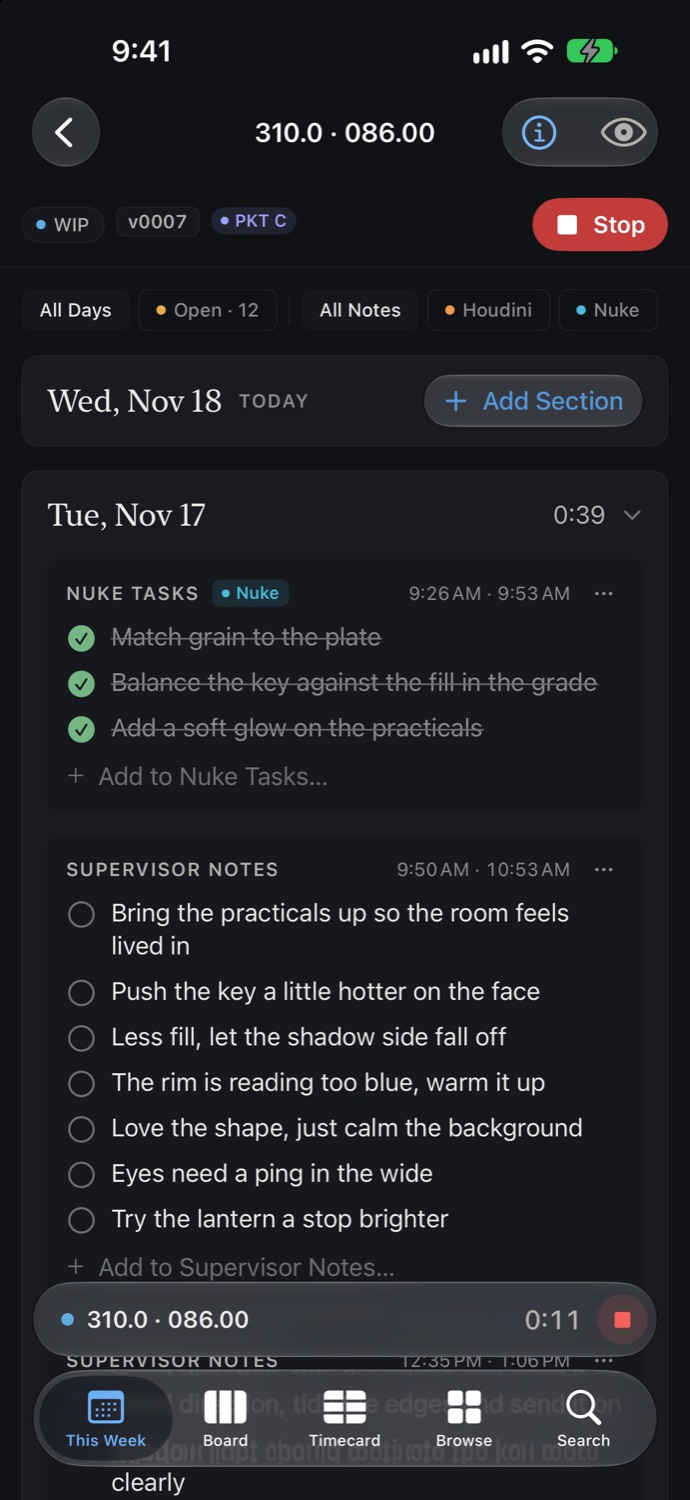 9:41
310.0 · 086.00
WIP v0007 PKT C Stop
All Days Open · 12 All Notes Houdini Nuke
Wed, Nov 18 TODAY + Add Section
Tue, Nov 17 0:39
NUKE TASKS Nuke 9:26 AM · 9:53 AM ···
Match grain to the plate
Balance the key against the fill in the grade
Add a soft glow on the practicals
+ Add to Nuke Tasks...
SUPERVISOR NOTES 9:50 AM · 10:53 AM ···
Bring the practicals up so the room feels
lived in
Push the key a little hotter on the face
Less fill, let the shadow side fall off
The rim is reading too blue, warm it up
Love the shape, just calm the background
Eyes need a ping in the wide
Try the lantern a stop brighter
+ Add to Supervisor Notes...
310.0 · 086.00 0:11
SUPERVISOR NOTES 12:35 PM · 1:06 PM ···
This Week Board Timecard Browse Search
clearly